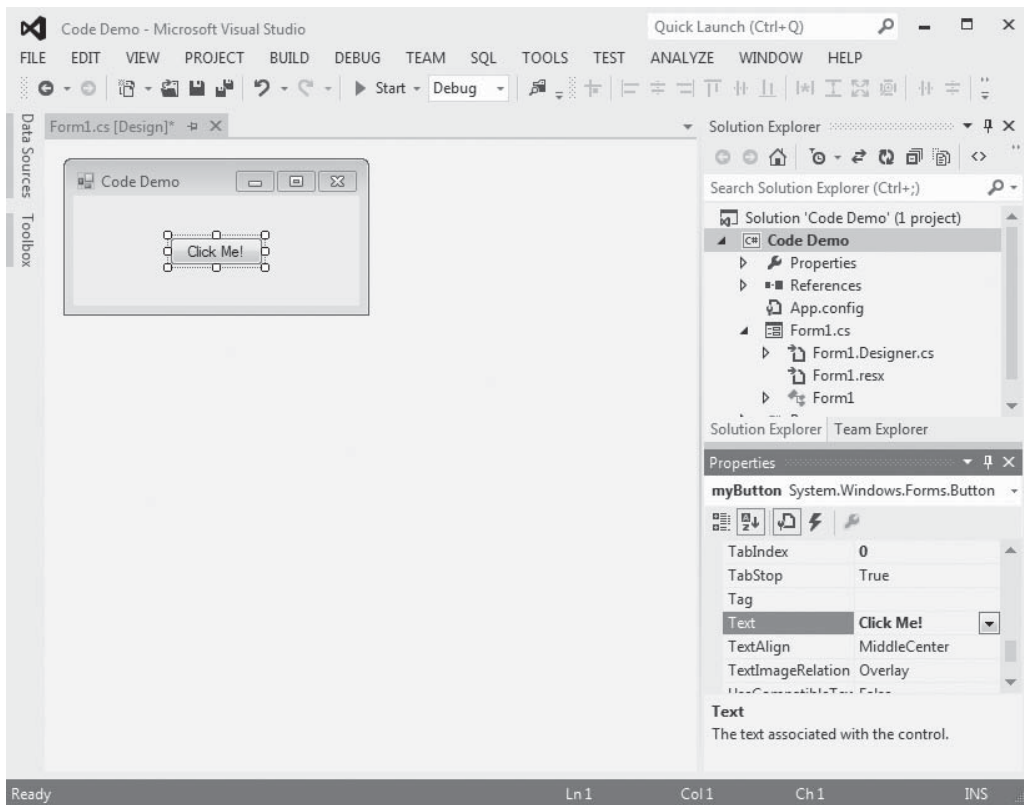 Code Demo - Microsoft Visual Studio
Quick Launch (Ctrl+Q)
FILE EDIT VIEW PROJECT BUILD DEBUG TEAM SQL TOOLS TEST ANALYZE WINDOW HELP
Start Debug
Data Sources
Toolbox
Form1.cs [Design]*
Code Demo
Click Me!
Solution Explorer
Search Solution Explorer (Ctrl+;)
Solution 'Code Demo' (1 project)
C# Code Demo
Properties
References
App.config
Form1.cs
Form1.Designer.cs
Form1.resx
Form1
Solution Explorer Team Explorer
Properties
myButton System.Windows.Forms.Button
TabIndex 0
TabStop True
Tag
Text Click Me!
TextAlign MiddleCenter
TextImageRelation Overlay
Text
The text associated with the control.
Ready Ln 1 Col 1 Ch 1 INS